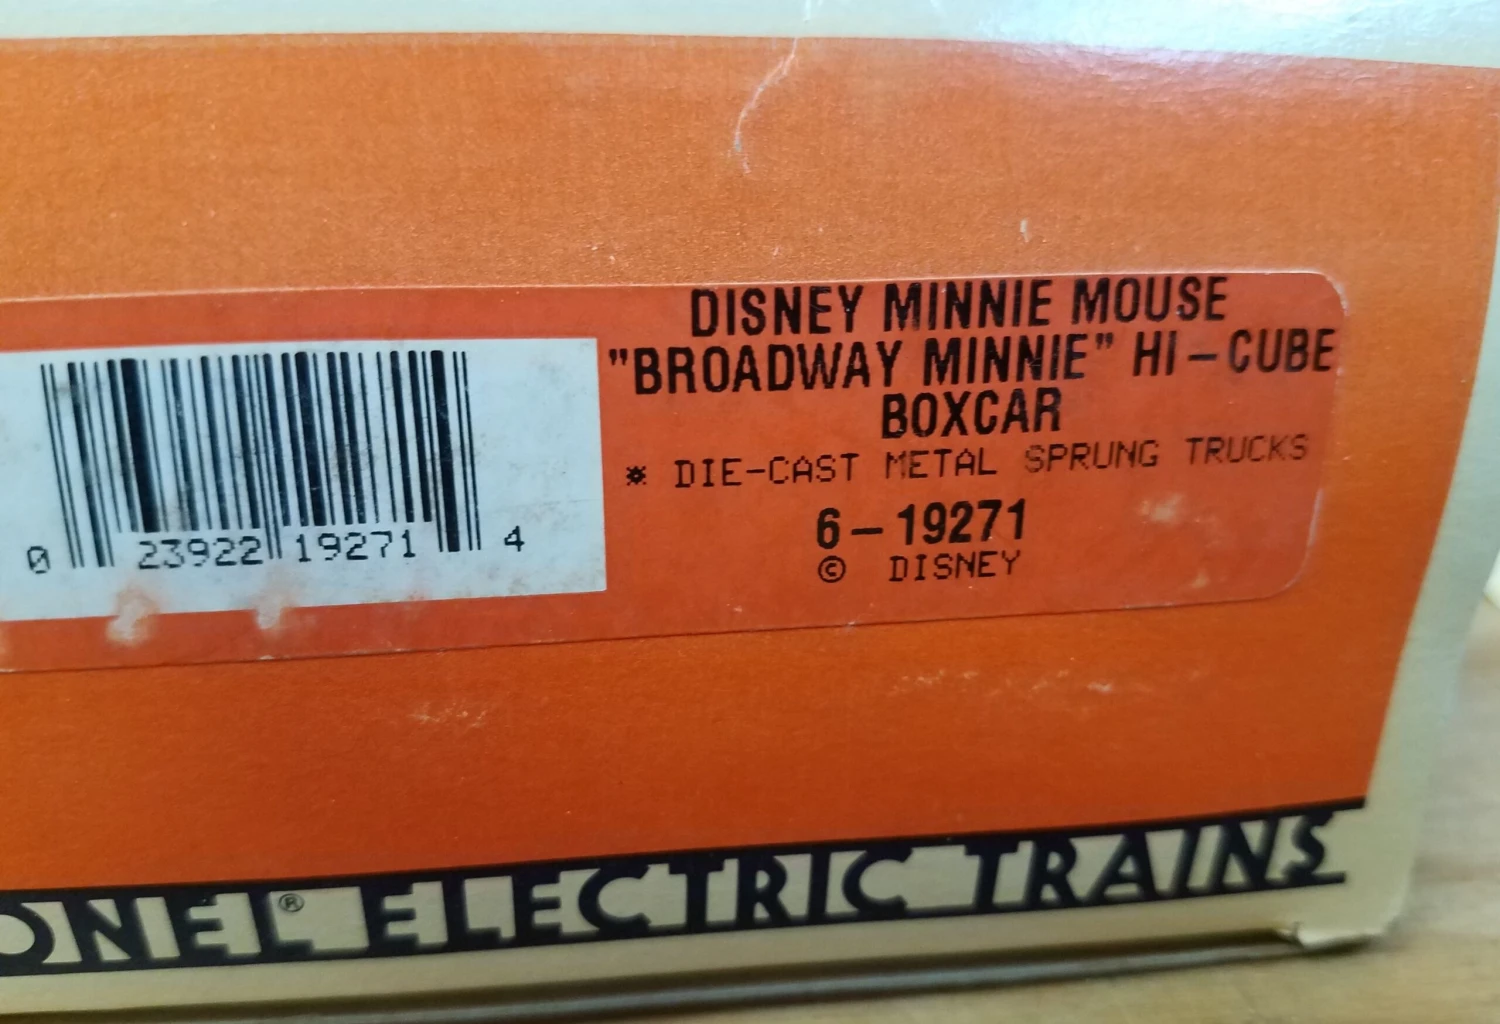 DISNEY MINNIE MOUSE
"BROADWAY MINNIE" HI-CUBE
BOXCAR
* DIE-CAST METAL SPRUNG TRUCKS
6-19271
© DISNEY
0 23922 19271 4
ONEL® ELECTRIC TRAINS